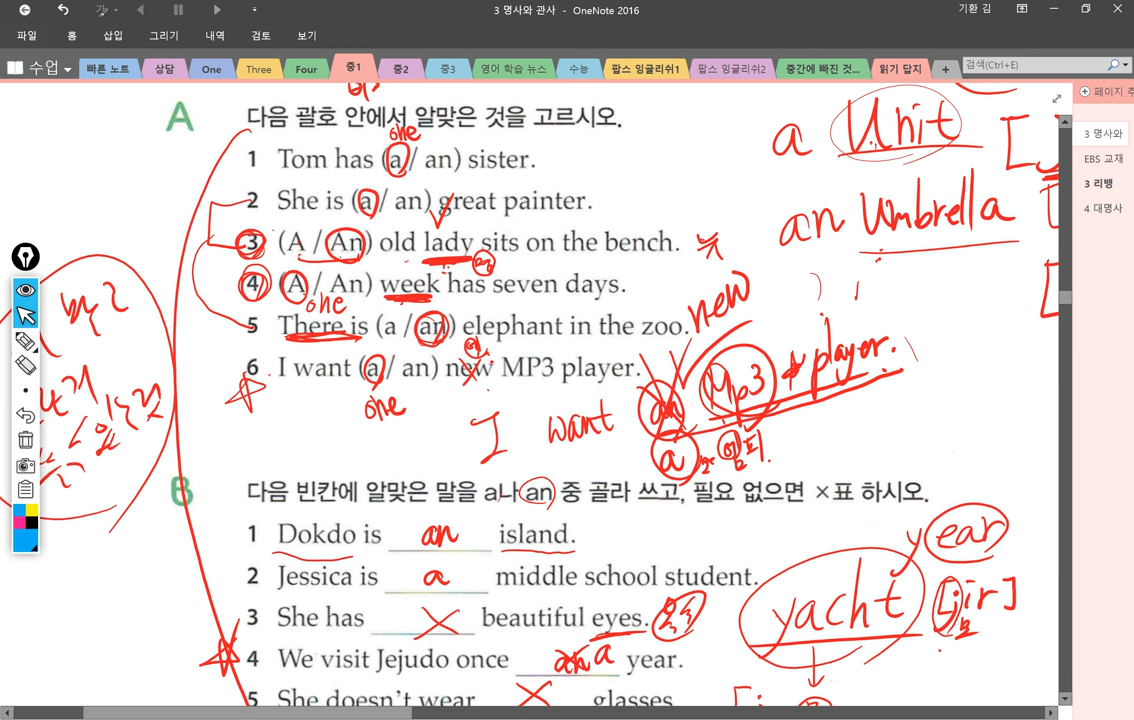 3 명사와 관사 - OneNote 2016
기환 김
파일 홈 삽입 그리기 내역 검토 보기
수업 빠른 노트 상담 One Three Four 중1 중2 중3 영어 학습 뉴스 수능 팝스 잉글리쉬1 팝스 잉글리쉬2 중간에 빠진 것... 읽기 답지 + 검색(Ctrl+E)
페이지 추
3 명사와
EBS 교재
3 리뱅
4 대명사
A 다음 괄호 안에서 알맞은 것을 고르시오.
one
1 Tom has (a / an) sister.
2 She is (a / an) great painter.
3 (A / An) old lady sits on the bench.
4 (A / An) week has seven days.
one
5 There is (a / an) elephant in the zoo.
6 I want (a / an) new MP3 player.
one
a Unit
an Umbrella
new
I want an Mp3 player.
a
B 다음 빈칸에 알맞은 말을 a나 an 중 골라 쓰고, 필요 없으면 ×표 하시오.
1 Dokdo is an island.
2 Jessica is a middle school student.
3 She has X beautiful eyes.
4 We visit Jejudo once an a year.
5 She doesn't wear X glasses
year
yacht
[jir]